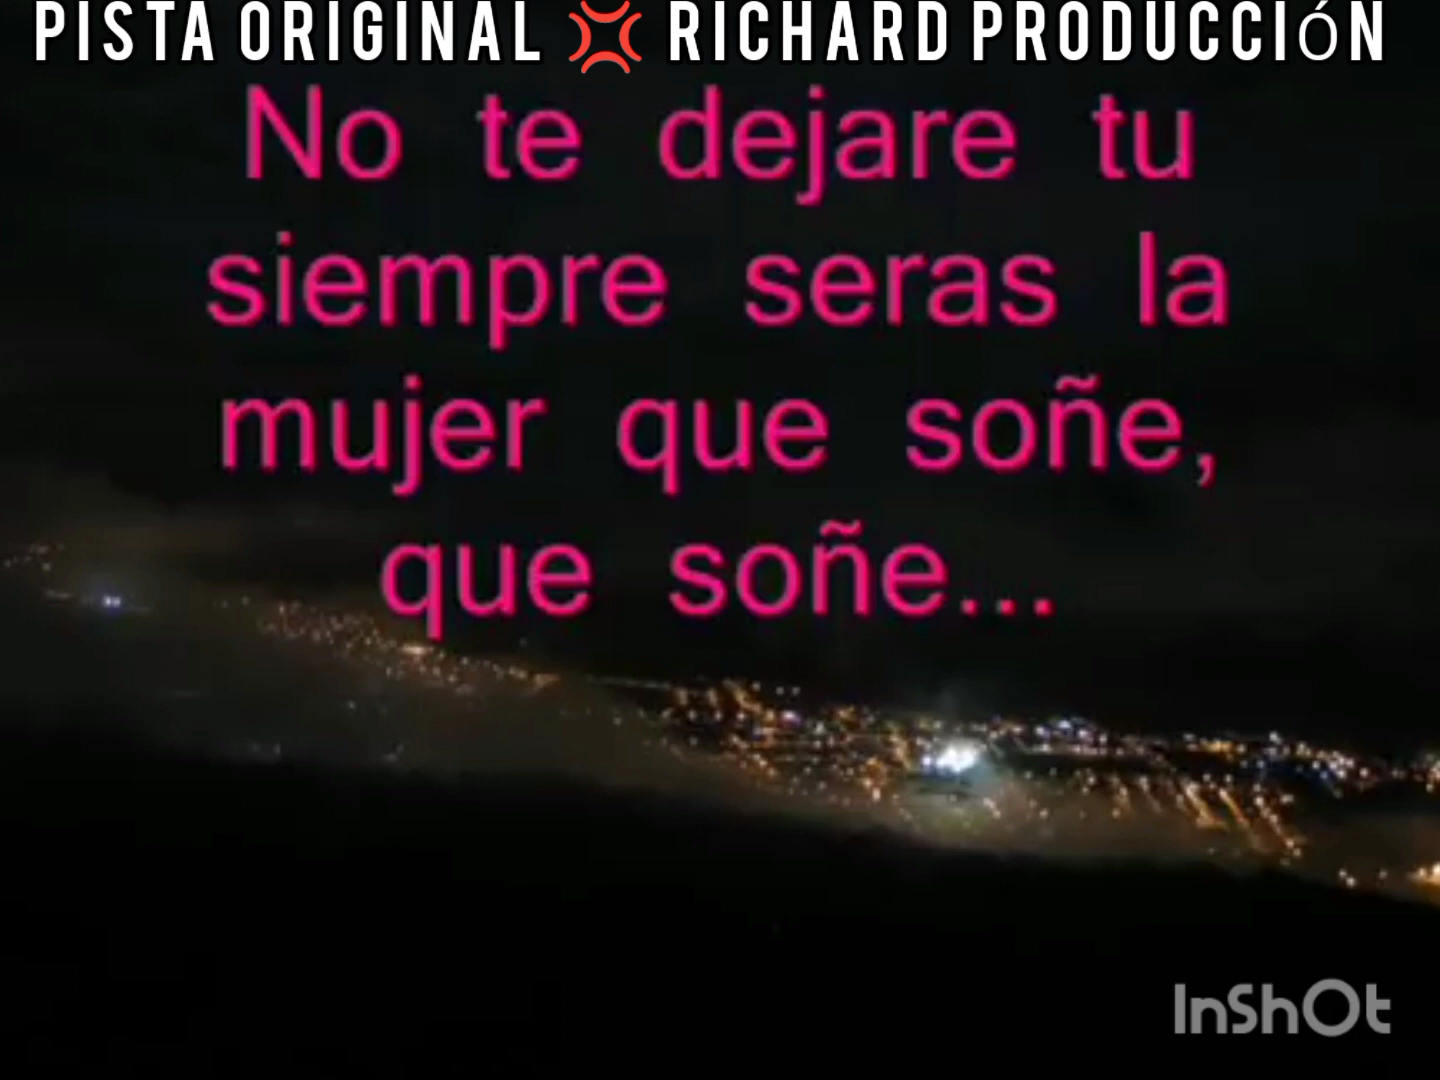 PISTA ORIGINAL 💢 RICHARD PRODUCCIÓN
No te dejare tu
siempre seras la
mujer que soñe,
que soñe...
InShOt